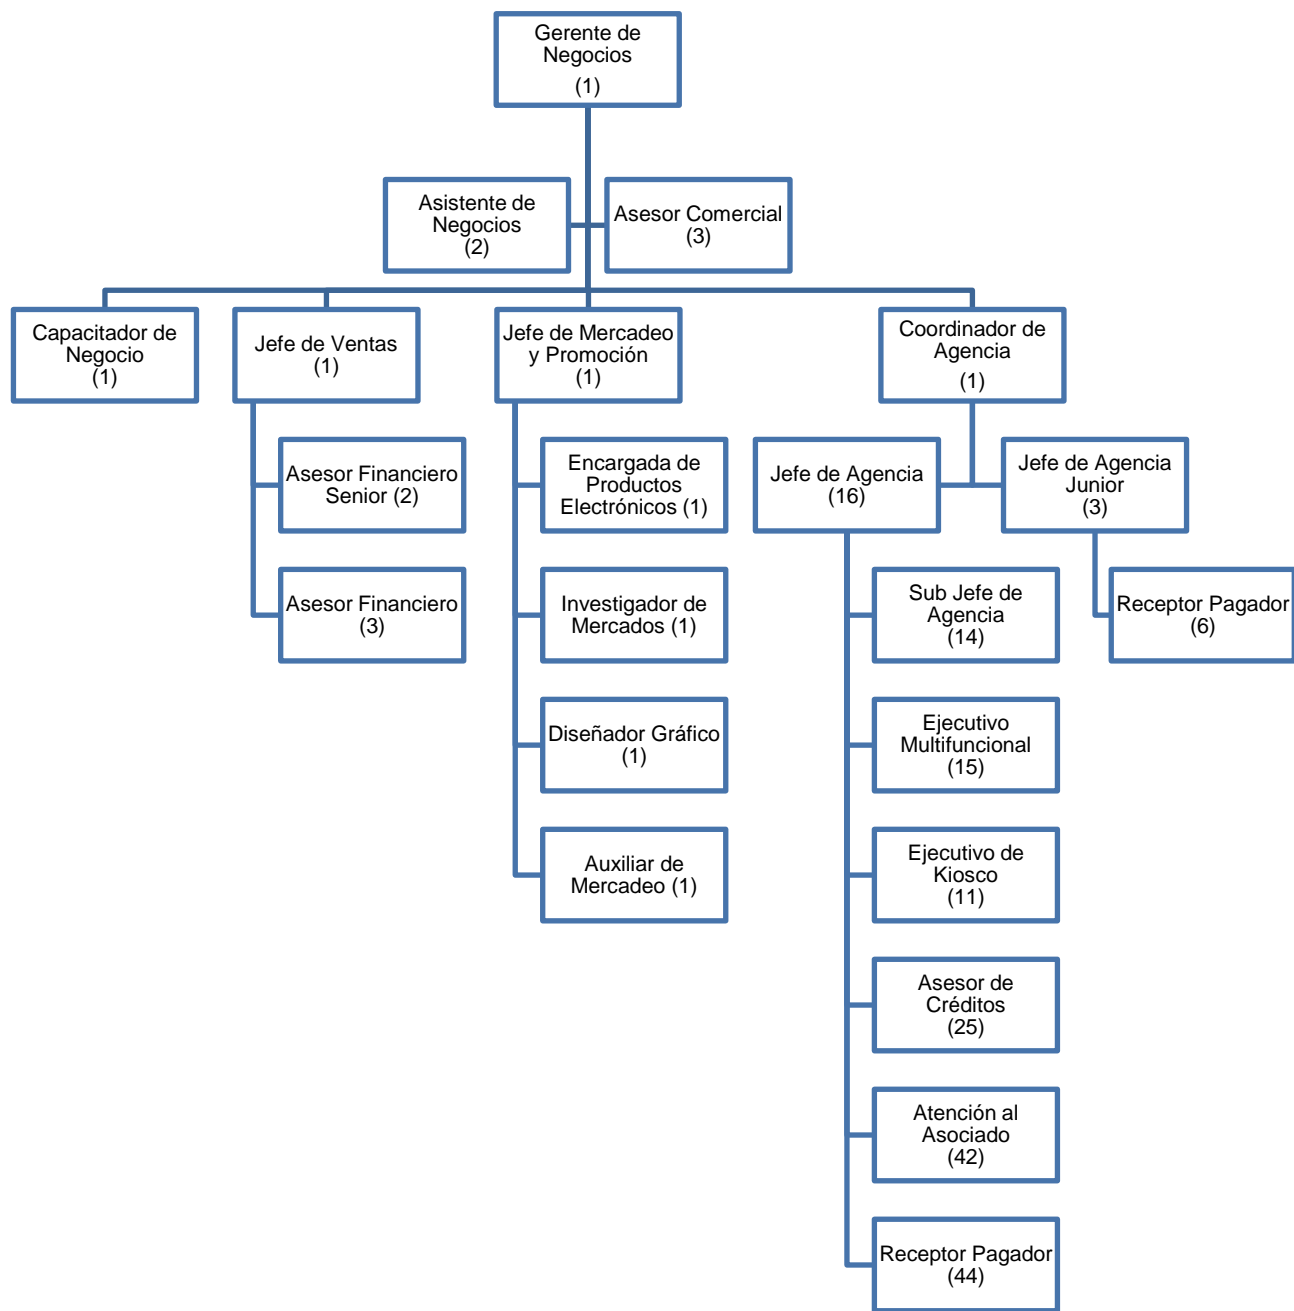 Gerente de
Negocios
(1)
Asistente de
Negocios
(2)
Asesor Comercial
(3)
Capacitador de
Negocio
(1)
Jefe de Ventas
(1)
Jefe de Mercadeo
y Promoción
(1)
Coordinador de
Agencia
(1)
Asesor Financiero
Senior (2)
Asesor Financiero
(3)
Encargada de
Productos
Electrónicos (1)
Investigador de
Mercados (1)
Diseñador Gráfico
(1)
Auxiliar de
Mercadeo (1)
Jefe de Agencia
(16)
Jefe de Agencia
Junior
(3)
Sub Jefe de
Agencia
(14)
Receptor Pagador
(6)
Ejecutivo
Multifuncional
(15)
Ejecutivo de
Kiosco
(11)
Asesor de
Créditos
(25)
Atención al
Asociado
(42)
Receptor Pagador
(44)